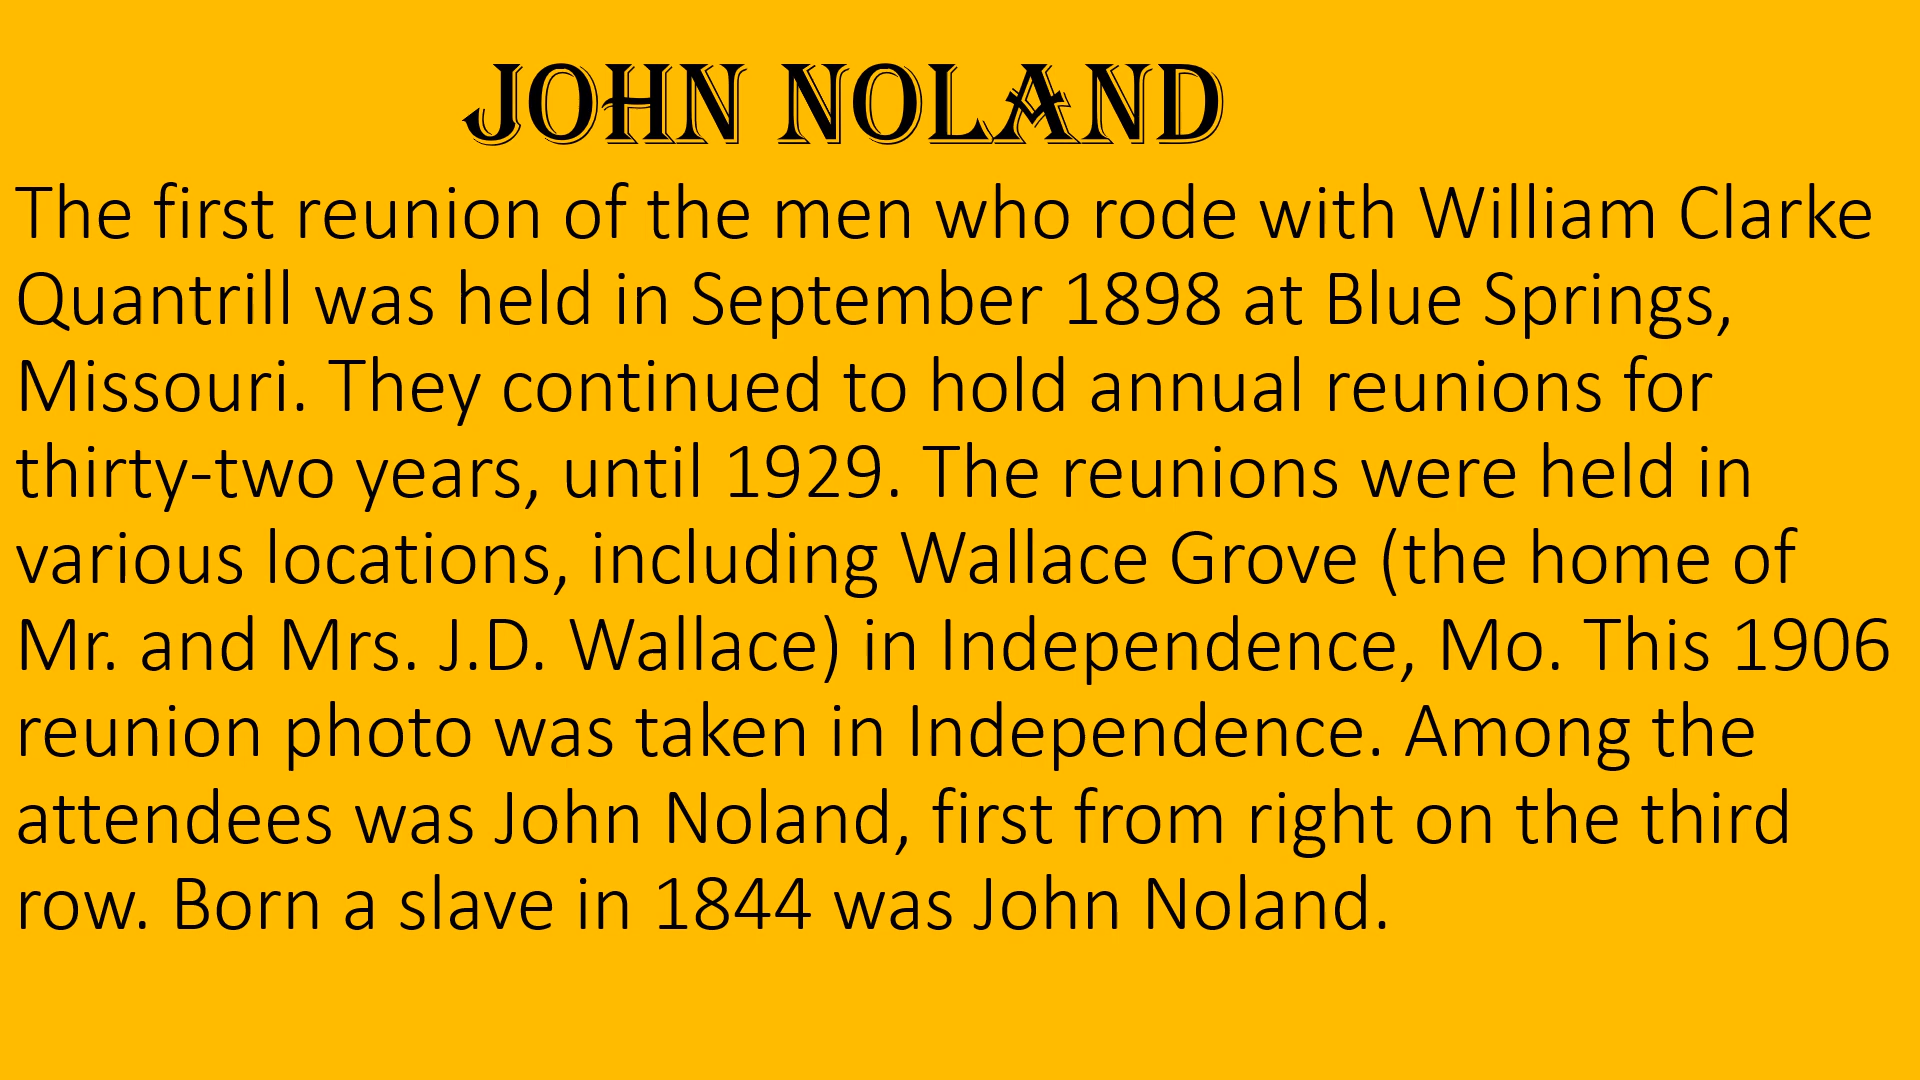 JOHN NOLAND
The first reunion of the men who rode with William Clarke
Quantrill was held in September 1898 at Blue Springs,
Missouri. They continued to hold annual reunions for
thirty-two years, until 1929. The reunions were held in
various locations, including Wallace Grove (the home of
Mr. and Mrs. J.D. Wallace) in Independence, Mo. This 1906
reunion photo was taken in Independence. Among the
attendees was John Noland, first from right on the third
row. Born a slave in 1844 was John Noland.